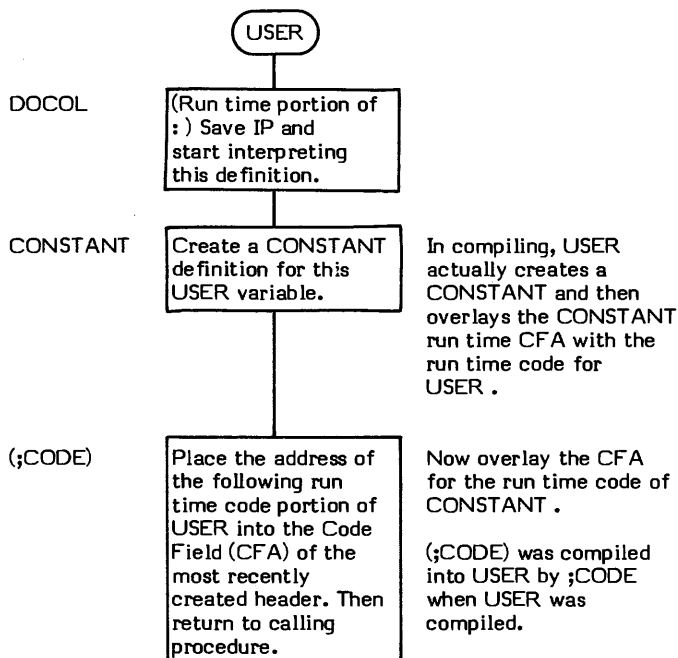 USER
DOCOL
(Run time portion of
: ) Save IP and
start interpreting
this definition.
CONSTANT
Create a CONSTANT
definition for this
USER variable.
In compiling, USER
actually creates a
CONSTANT and then
overlays the CONSTANT
run time CFA with the
run time code for
USER .
(;CODE)
Place the address of
the following run
time code portion of
USER into the Code
Field (CFA) of the
most recently
created header. Then
return to calling
procedure.
Now overlay the CFA
for the run time code of
CONSTANT .
(;CODE) was compiled
into USER by ;CODE
when USER was
compiled.